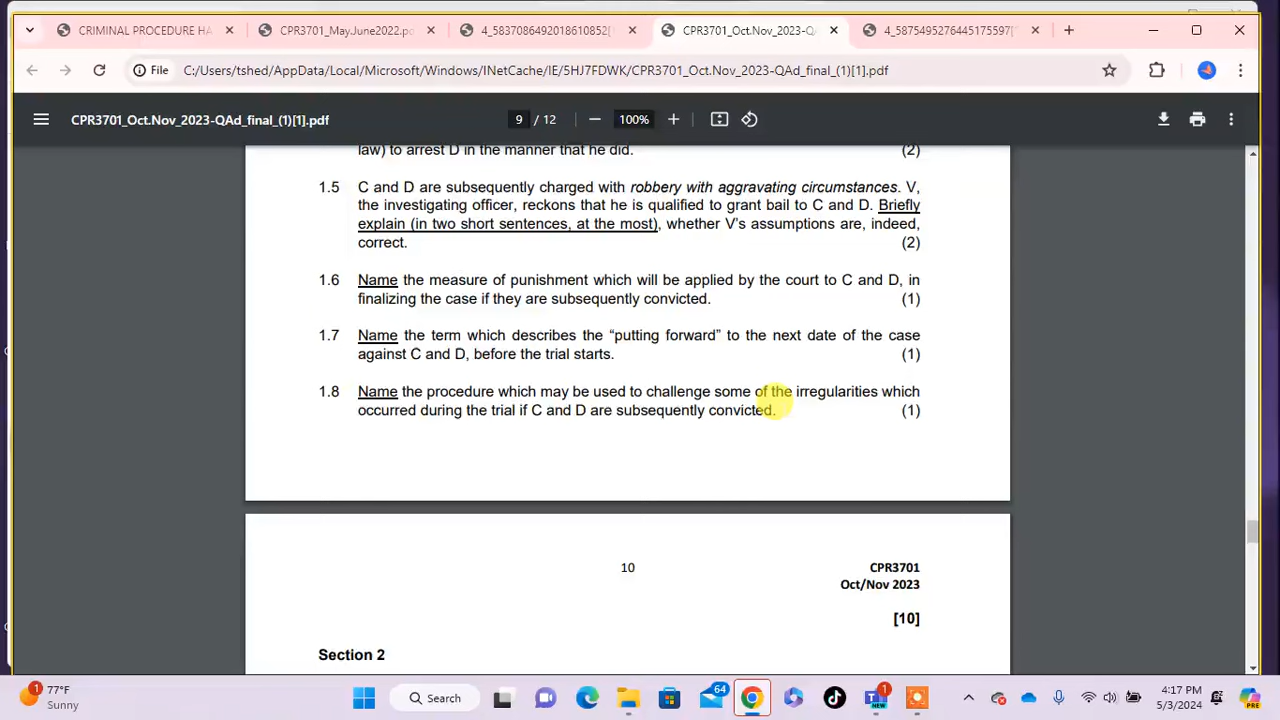 CRIMINAL PROCEDURE HA
CPR3701_MayJune2022.pd
4_5837086492018610852[
CPR3701_Oct.Nov_2023-QA
4_5875495276445175597[
File
C:/Users/tshed/AppData/Local/Microsoft/Windows/INetCache/IE/5HJ7FDWK/CPR3701_Oct.Nov_2023-QAd_final_(1)[1].pdf
CPR3701_Oct.Nov_2023-QAd_final_(1)[1].pdf
9 / 12
100%
law) to arrest D in the manner that he did. (2)
1.5 C and D are subsequently charged with robbery with aggravating circumstances. V,
the investigating officer, reckons that he is qualified to grant bail to C and D. Briefly
explain (in two short sentences, at the most), whether V's assumptions are, indeed,
correct. (2)
1.6 Name the measure of punishment which will be applied by the court to C and D, in
finalizing the case if they are subsequently convicted. (1)
1.7 Name the term which describes the "putting forward" to the next date of the case
against C and D, before the trial starts. (1)
1.8 Name the procedure which may be used to challenge some of the irregularities which
occurred during the trial if C and D are subsequently convicted. (1)
10
CPR3701
Oct/Nov 2023
[10]
Section 2
1
77°F
Sunny
Search
64
1
NEW
4:17 PM
5/3/2024
PRE